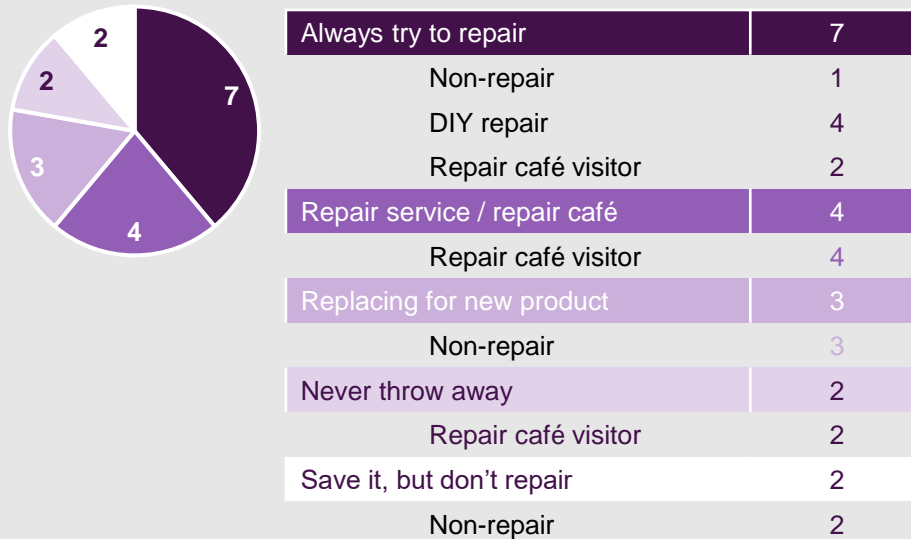 2
2
7
3
4
Always try to repair 7
Non-repair 1
DIY repair 4
Repair café visitor 2
Repair service / repair café 4
Repair café visitor 4
Replacing for new product 3
Non-repair 3
Never throw away 2
Repair café visitor 2
Save it, but don’t repair 2
Non-repair 2